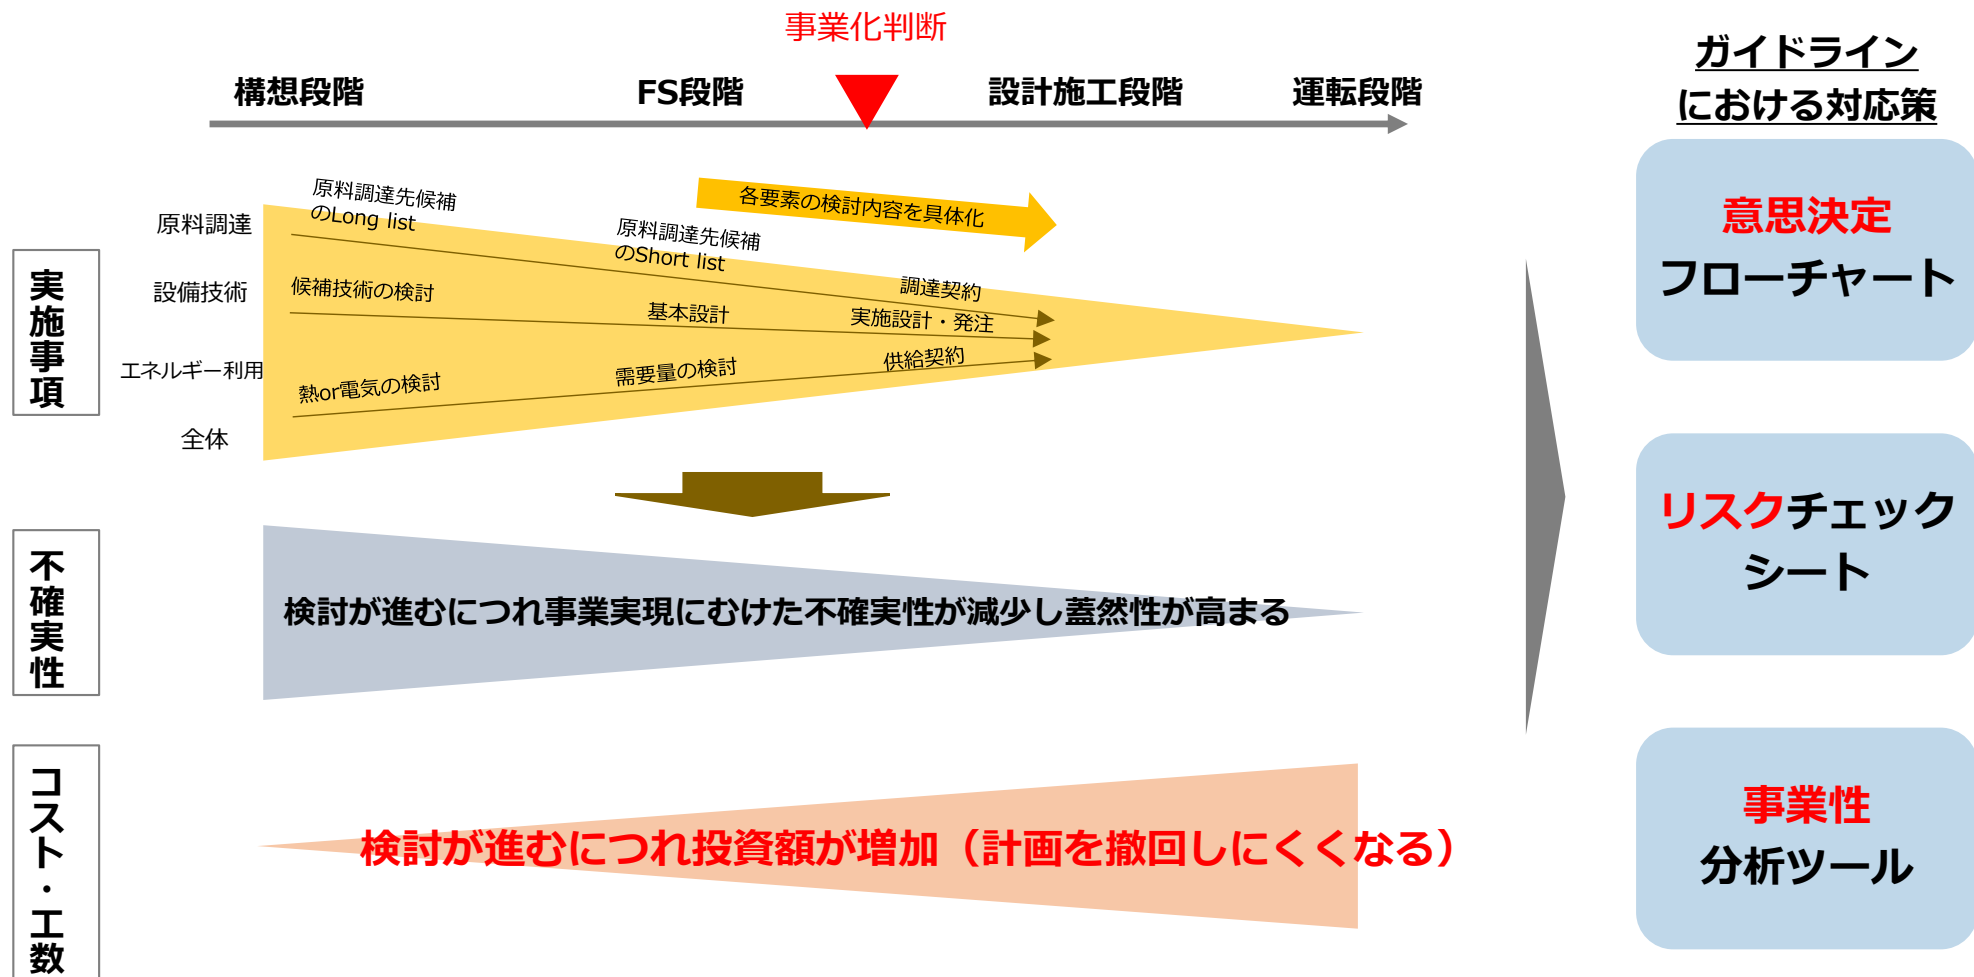 事業化判断
構想段階
FS段階
設計施工段階
運転段階
ガイドライン
における対応策
実施事項
原料調達
設備技術
エネルギー利用
全体
原料調達先候補
のLong list
原料調達先候補
のShort list
調達契約
各要素の検討内容を具体化
候補技術の検討
基本設計
実施設計・発注
熱or電気の検討
需要量の検討
供給契約
不確実性
検討が進むにつれ事業実現にむけた不確実性が減少し蓋然性が高まる
コスト・工数
検討が進むにつれ投資額が増加（計画を撤回しにくくなる）
意思決定
フローチャート
リスクチェック
シート
事業性
分析ツール